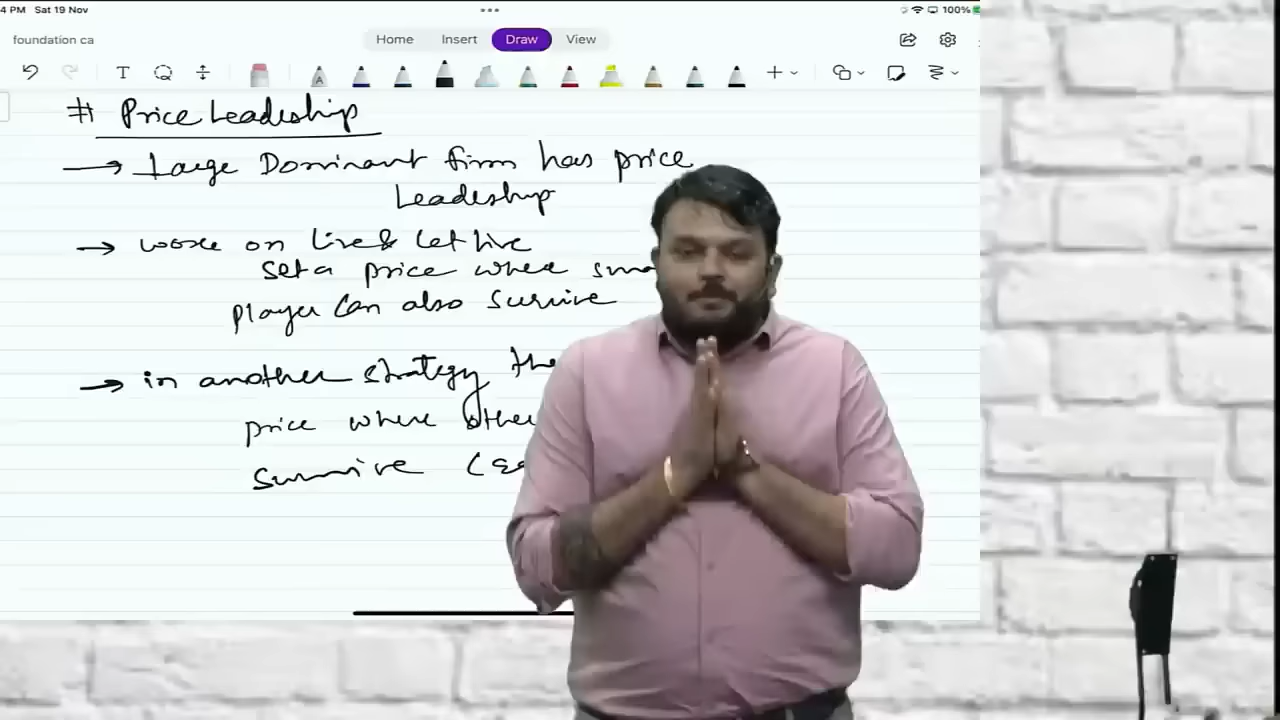 4 PM Sat 19 Nov
100%
foundation ca
Home Insert Draw View
T
A
# Price Leadership
→ Large Dominant firm has price
Leadership
→ work on Live & Let live
Set a price where
player can also survive
→ in another strategy the
price where other
survive